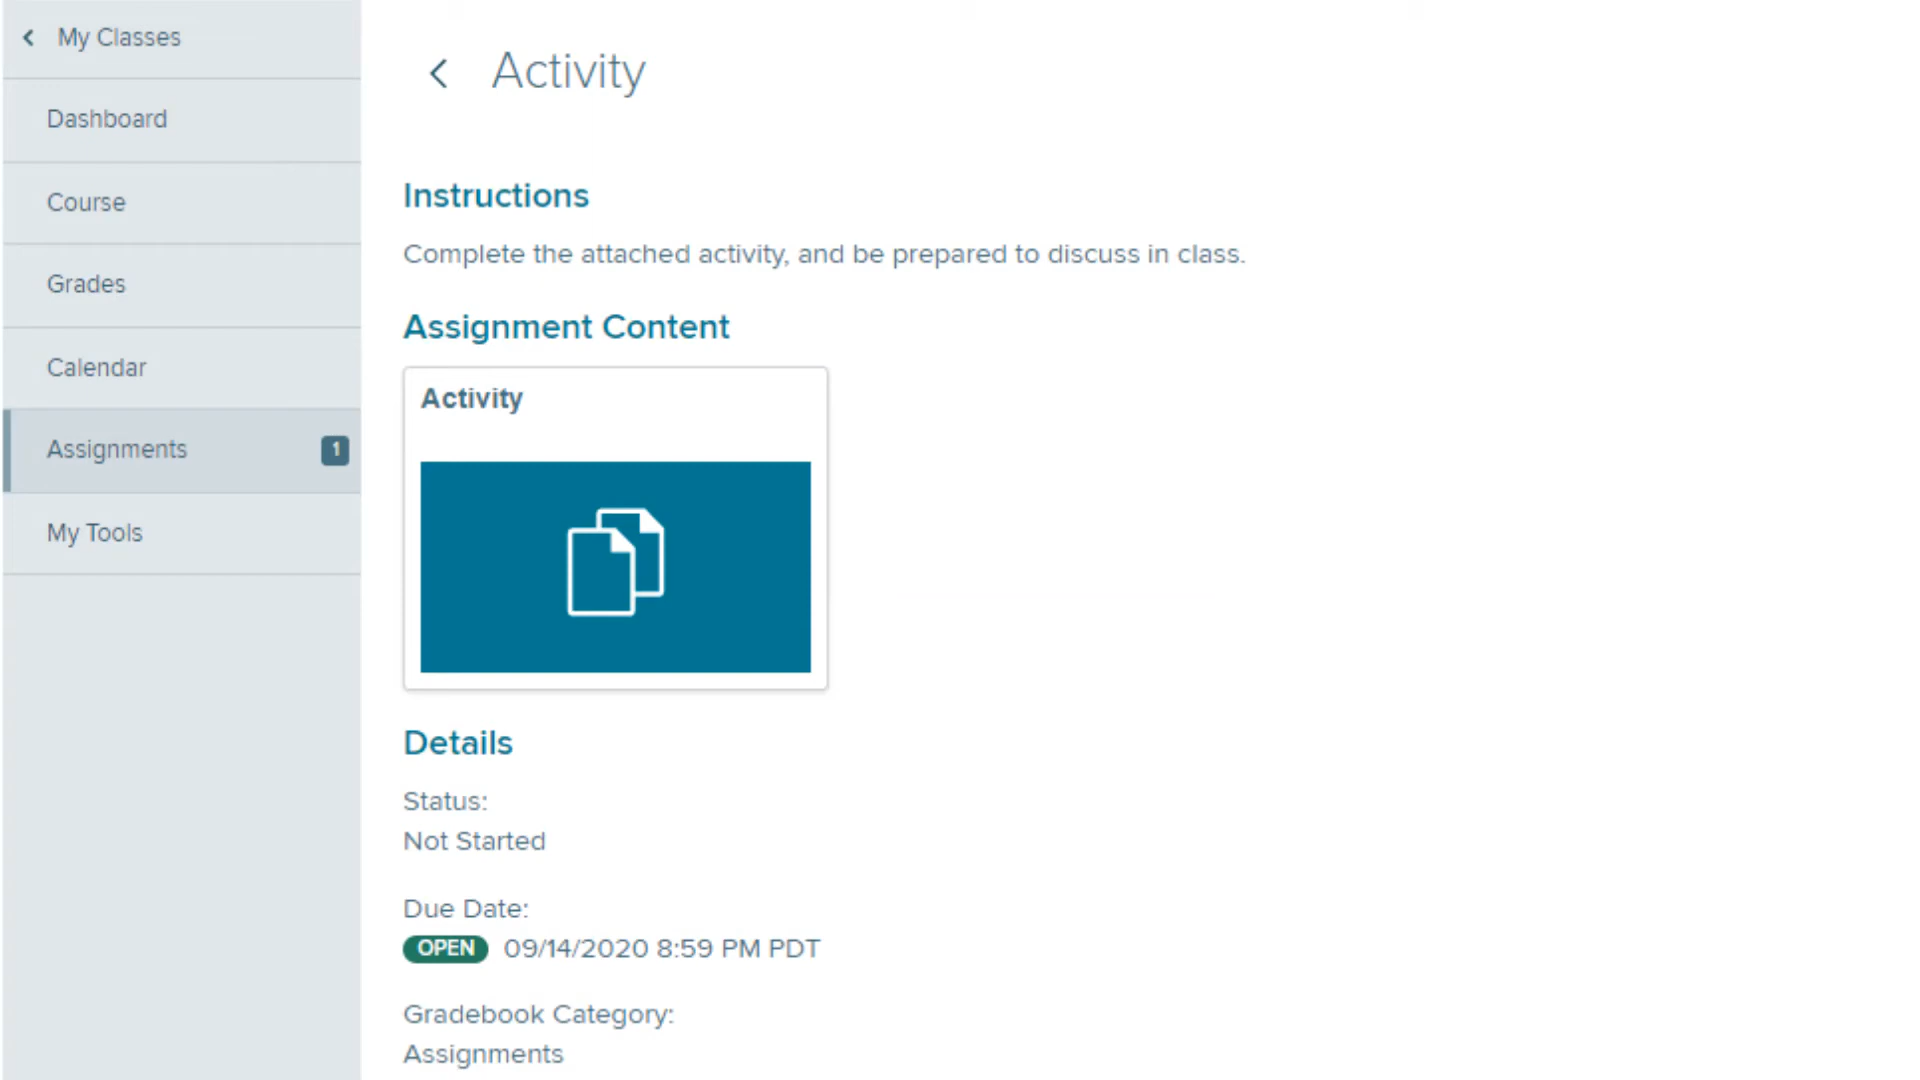 My Classes
Dashboard
Course
Grades
Calendar
Assignments 1
My Tools
Activity
Instructions
Complete the attached activity, and be prepared to discuss in class.
Assignment Content
Activity
Details
Status:
Not Started
Due Date:
OPEN 09/14/2020 8:59 PM PDT
Gradebook Category:
Assignments